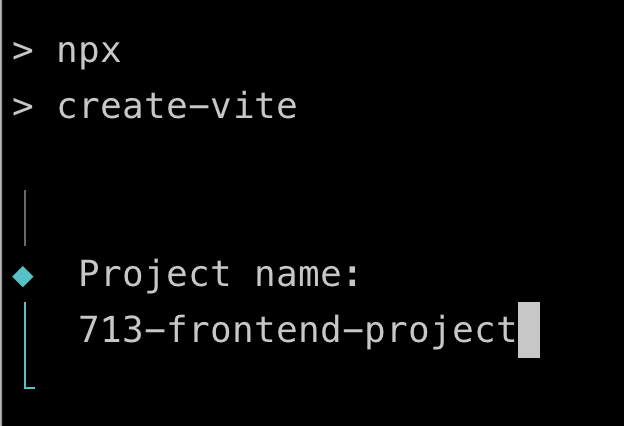 > npx
> create-vite
Project name:
713-frontend-project